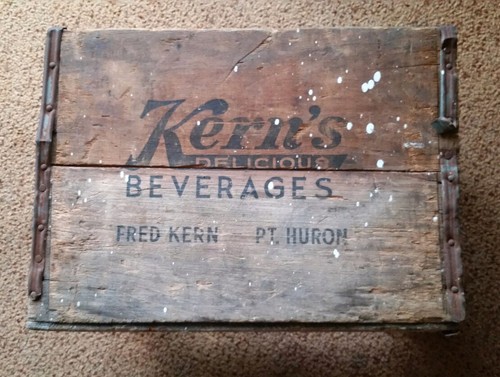 Kern's
DELICIOUS
BEVERAGES
FRED KERN PT. HURON